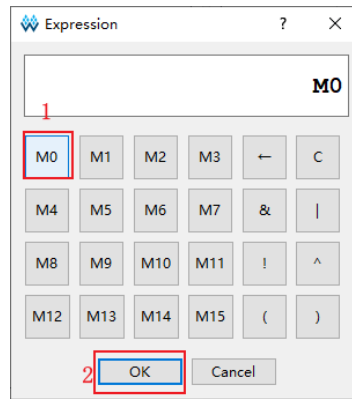 Expression ? ×
M0
1
M0 M1 M2 M3 ← C
M4 M5 M6 M7 & |
M8 M9 M10 M11 ! ^
M12 M13 M14 M15 ( )
2 OK Cancel